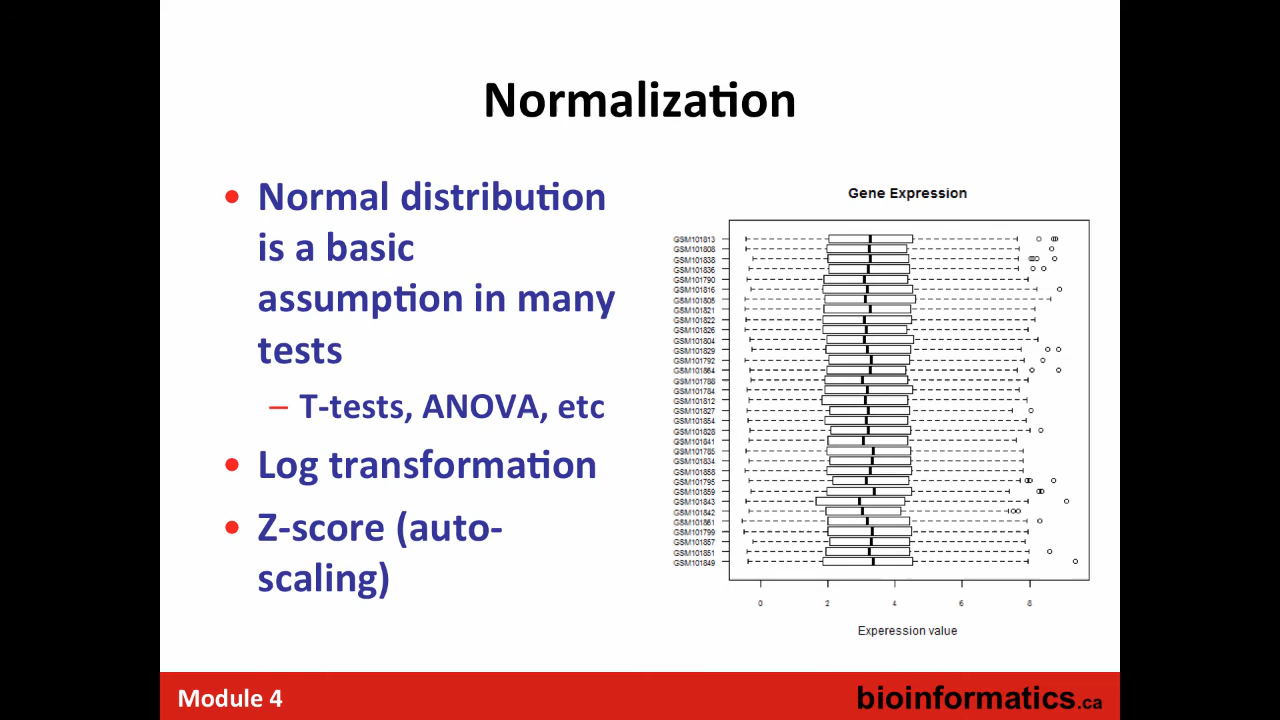 Normalization
• Normal distribution
is a basic
assumption in many
tests
– T-tests, ANOVA, etc
• Log transformation
• Z-score (auto-
scaling)
Gene Expression
GSM101813
GSM101808
GSM101838
GSM101836
GSM101790
GSM101816
GSM101805
GSM101821
GSM101822
GSM101826
GSM101804
GSM101829
GSM101792
GSM101864
GSM101788
GSM101784
GSM101812
GSM101827
GSM101854
GSM101828
GSM101841
GSM101785
GSM101834
GSM101858
GSM101795
GSM101859
GSM101843
GSM101842
GSM101861
GSM101799
GSM101857
GSM101851
GSM101849
0 2 4 6 8
Experession value
Module 4
bioinformatics.ca